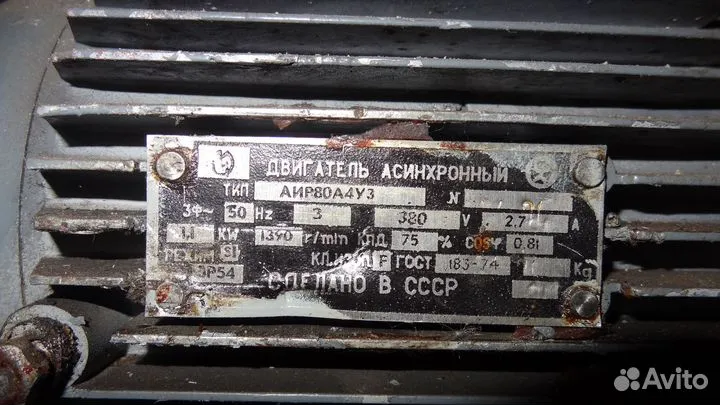 ДВИГАТЕЛЬ АСИНХРОННЫЙ
ТИП АИР80А4У3 N
3Ф~ 50 Hz 3 380 V 2.7 A
1,1 KW 1390 r/min КПД 75 % COSφ 0.81
РЕЖИМ S1 КЛ.ИЗОЛ F ГОСТ 183-74 Kg
IP54 СДЕЛАНО В СССР
Avito